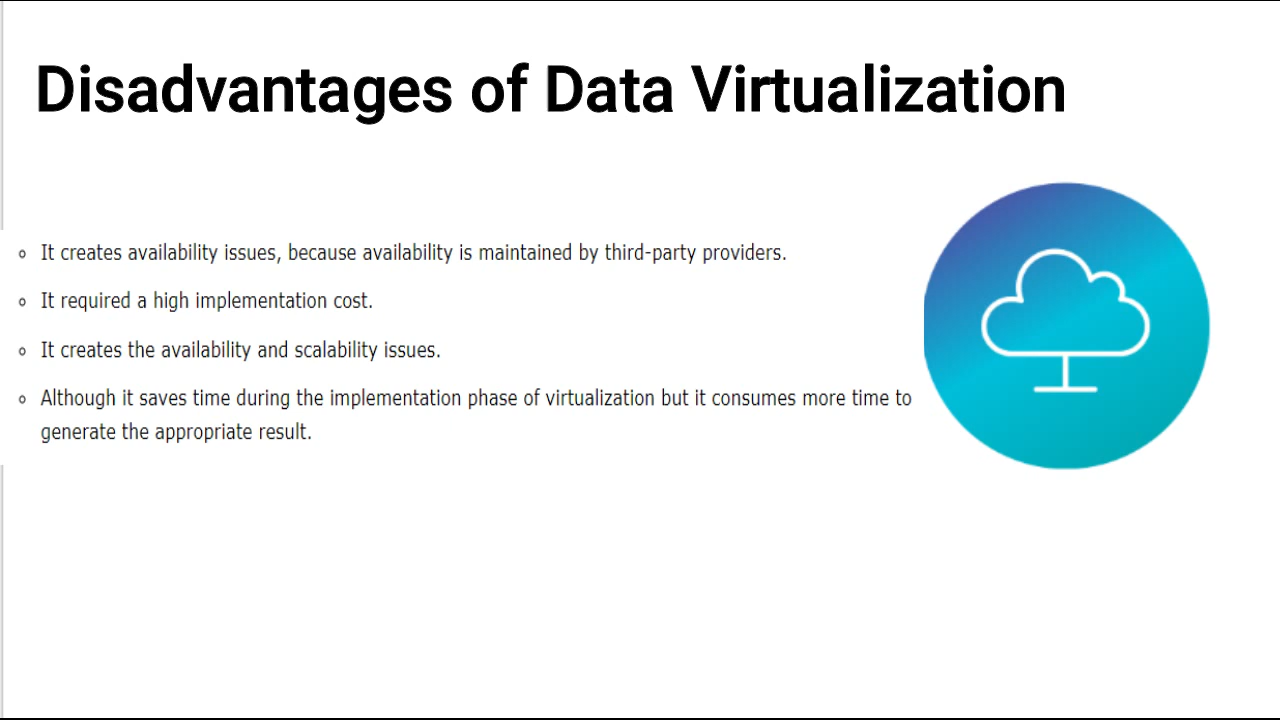 Disadvantages of Data Virtualization
It creates availability issues, because availability is maintained by third-party providers.
It required a high implementation cost.
It creates the availability and scalability issues.
Although it saves time during the implementation phase of virtualization but it consumes more time to
generate the appropriate result.